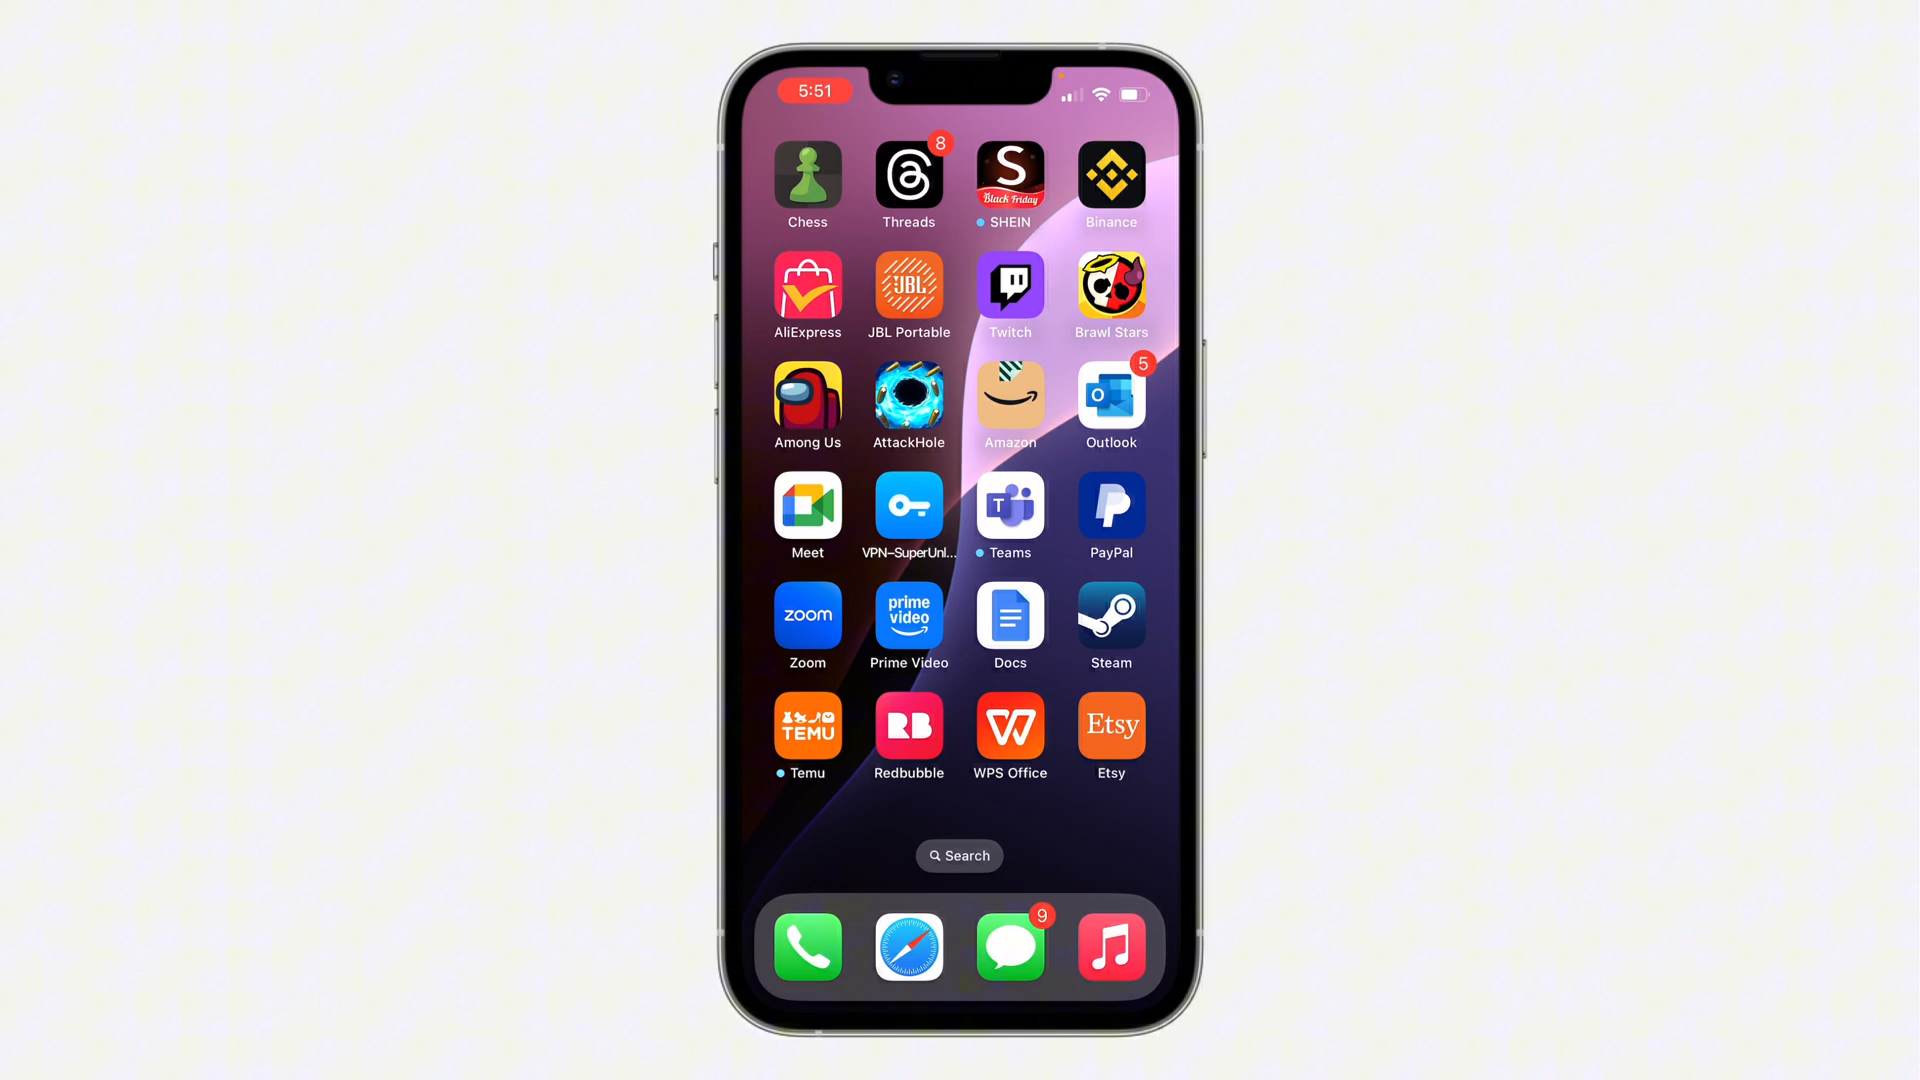 5:51
8
S
Black Friday
Chess
Threads
SHEIN
Binance
JBL
AliExpress
JBL Portable
Twitch
Brawl Stars
5
O
Among Us
AttackHole
Amazon
Outlook
T
Meet
VPN–SuperUnl...
Teams
PayPal
zoom
prime
video
Zoom
Prime Video
Docs
Steam
TEMU
RB
W
Etsy
Temu
Redbubble
WPS Office
Etsy
Search
9